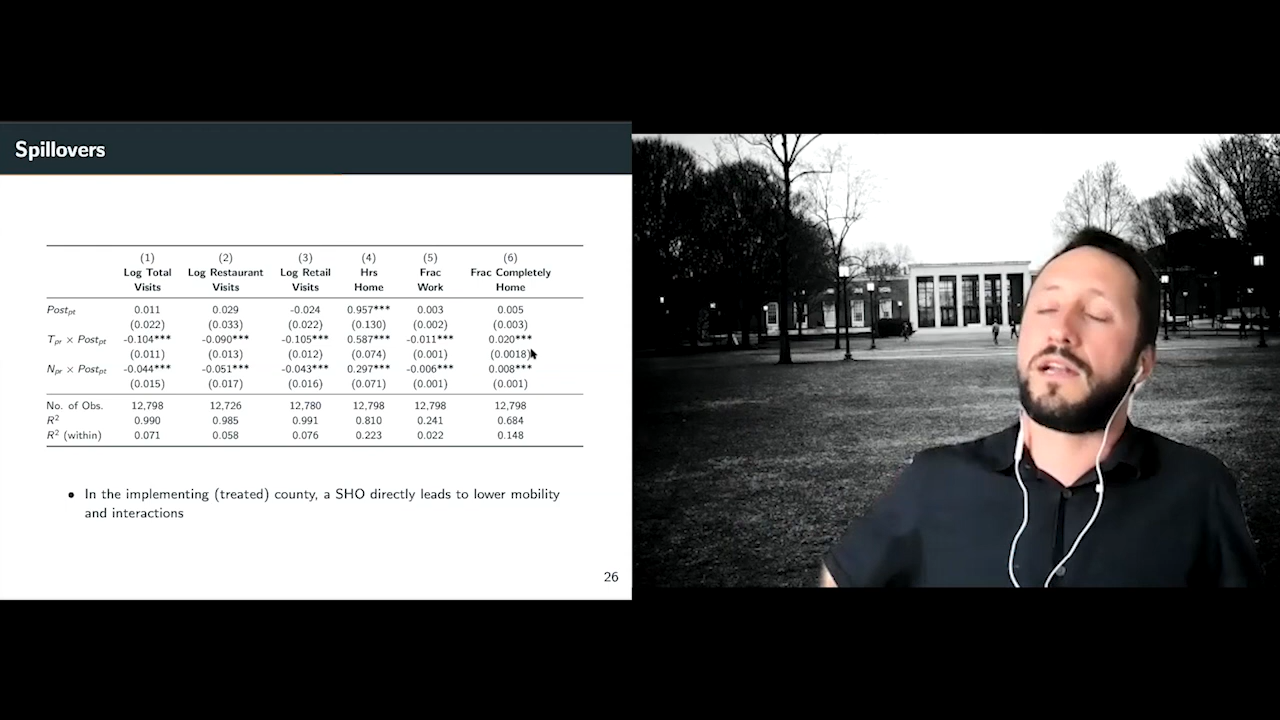 Spillovers
(1) (2) (3) (4) (5) (6)
Log Total Log Restaurant Log Retail Hrs Frac Frac Completely
Visits Visits Visits Home Work Home
Post_pt 0.011 0.029 -0.024 0.957*** 0.003 0.005
(0.022) (0.033) (0.022) (0.130) (0.002) (0.003)
T_pr × Post_pt -0.104*** -0.090*** -0.105*** 0.587*** -0.011*** 0.020***
(0.011) (0.013) (0.012) (0.074) (0.001) (0.0018)
N_pr × Post_pt -0.044*** -0.051*** -0.043*** 0.297*** -0.006*** 0.008***
(0.015) (0.017) (0.016) (0.071) (0.001) (0.001)
No. of Obs. 12,798 12,726 12,780 12,798 12,798 12,798
R² 0.990 0.985 0.991 0.810 0.241 0.684
R² (within) 0.071 0.058 0.076 0.223 0.022 0.148
• In the implementing (treated) county, a SHO directly leads to lower mobility
and interactions
26